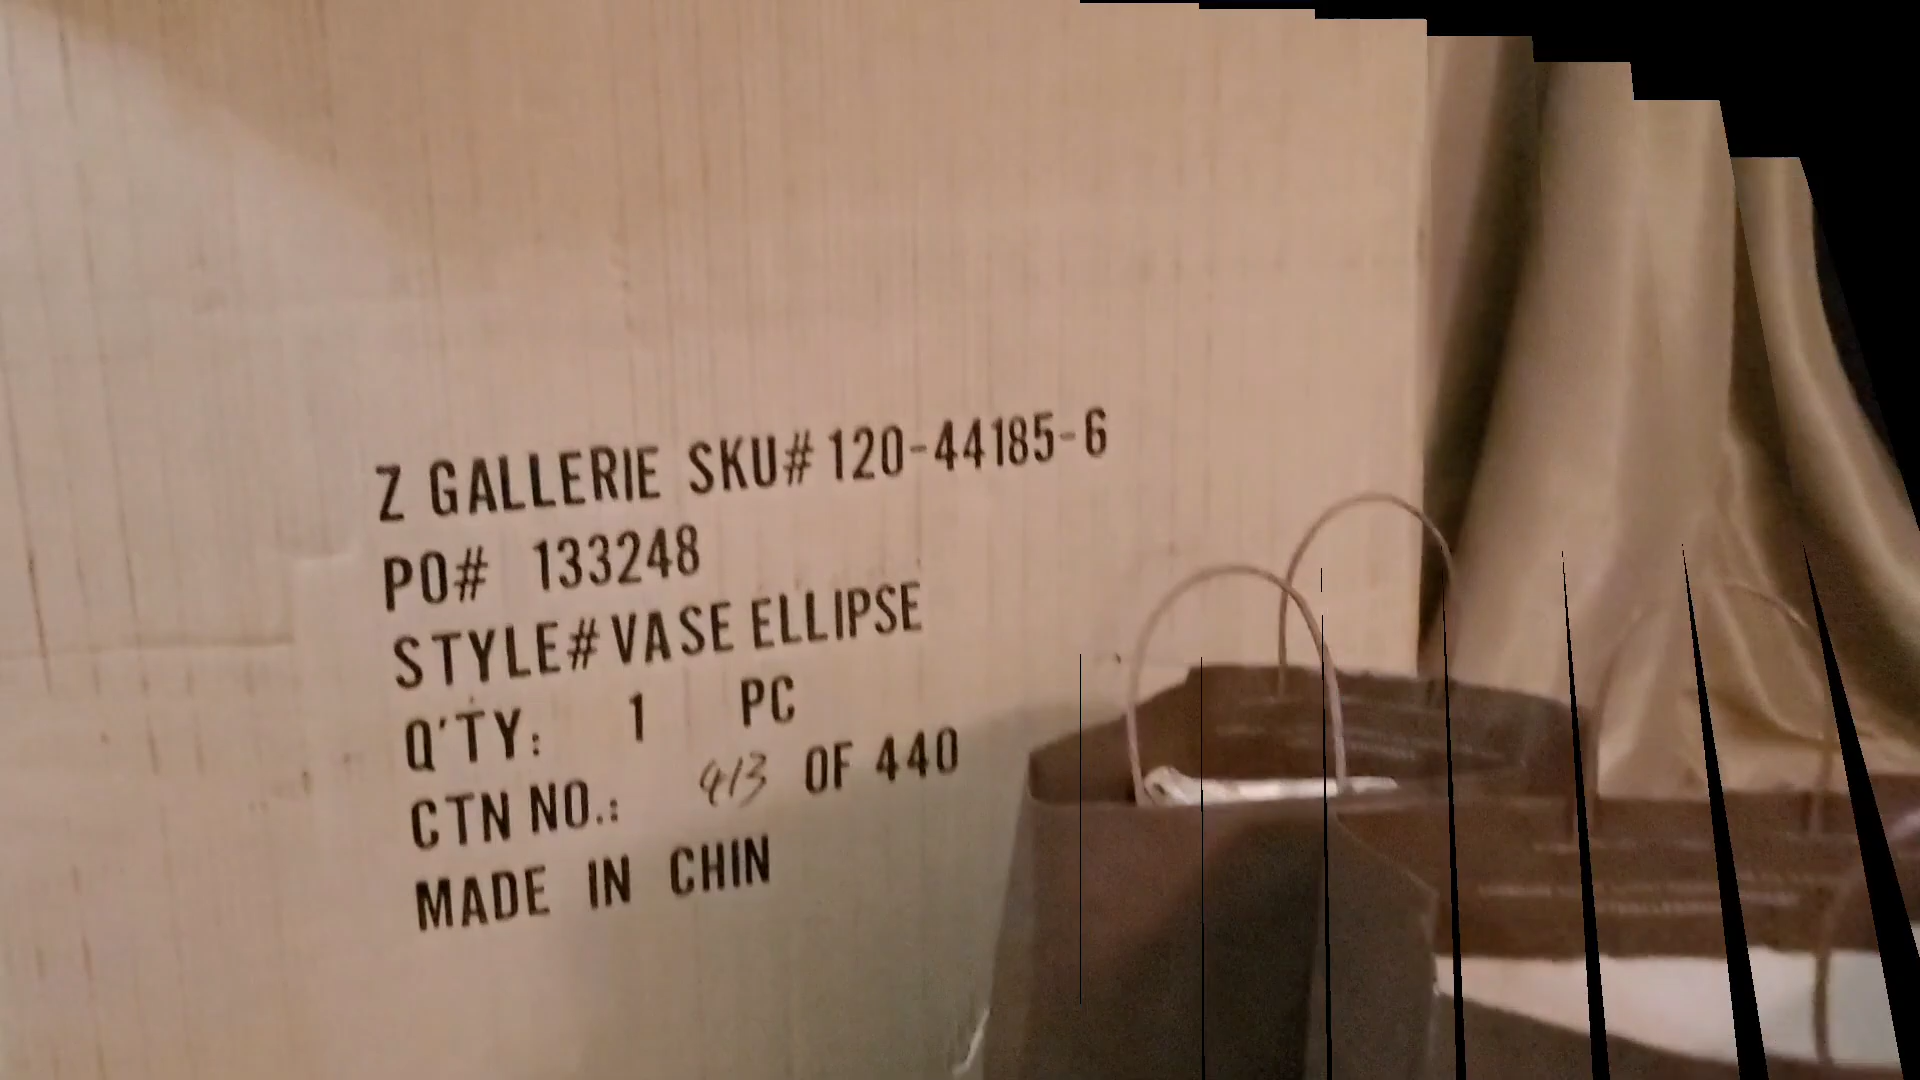 Z GALLERIE SKU# 120-44185-6
PO# 133248
STYLE# VASE ELLIPSE
Q'TY: 1 PC
CTN NO.: 413 OF 440
MADE IN CHIN